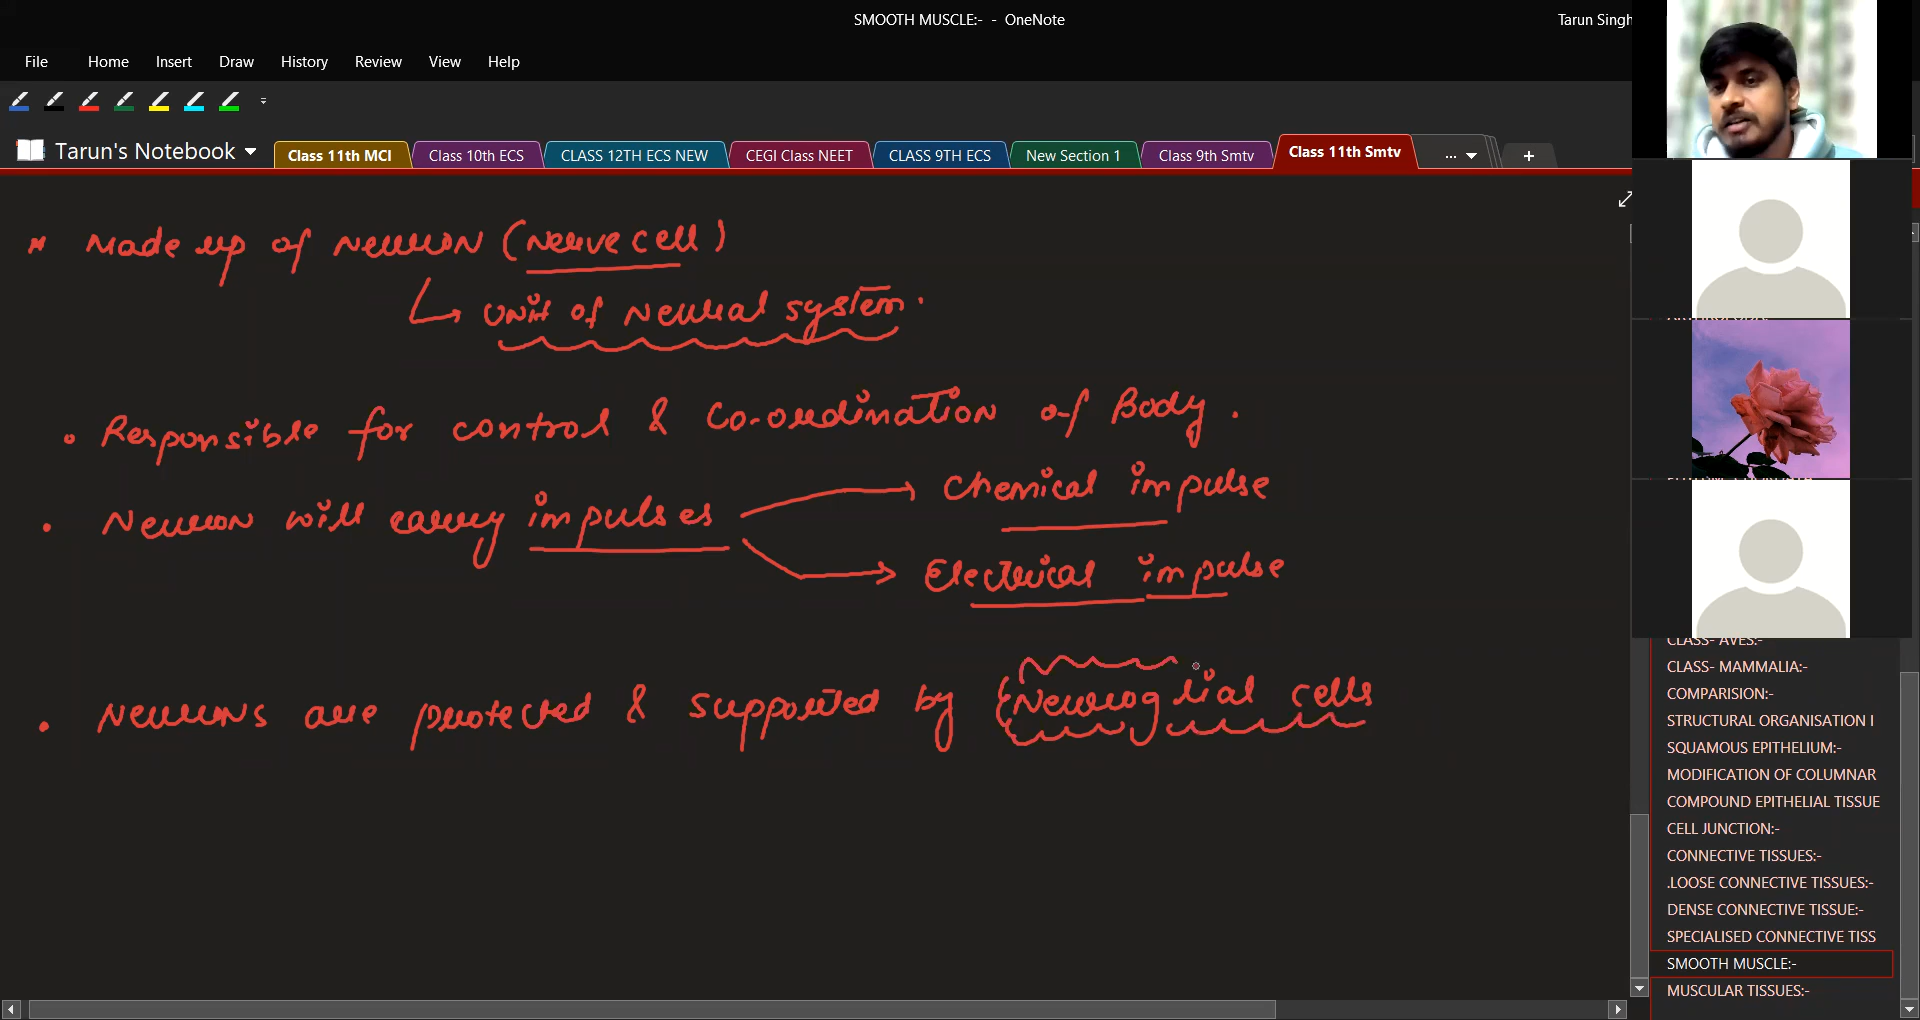 SMOOTH MUSCLE:- - OneNote
Tarun Singh
File Home Insert Draw History Review View Help
Tarun's Notebook
Class 11th MCI Class 10th ECS CLASS 12TH ECS NEW CEGI Class NEET CLASS 9TH ECS New Section 1 Class 9th Smtv Class 11th Smtv ...
* Made up of Neuron (Nerve cell)
unit of Neural system.
• Responsible for control & Co-ordination of Body.
• Neuron will carry impulses
Chemical impulse
Electrical impulse
• Neurons are protected & supported by (Neuroglial cells
CLASS- AVES:-
CLASS- MAMMALIA:-
COMPARISION:-
STRUCTURAL ORGANISATION I
SQUAMOUS EPITHELIUM:-
MODIFICATION OF COLUMNAR
COMPOUND EPITHELIAL TISSUE
CELL JUNCTION:-
CONNECTIVE TISSUES:-
.LOOSE CONNECTIVE TISSUES:-
DENSE CONNECTIVE TISSUE:-
SPECIALISED CONNECTIVE TISS
SMOOTH MUSCLE:-
MUSCULAR TISSUES:-